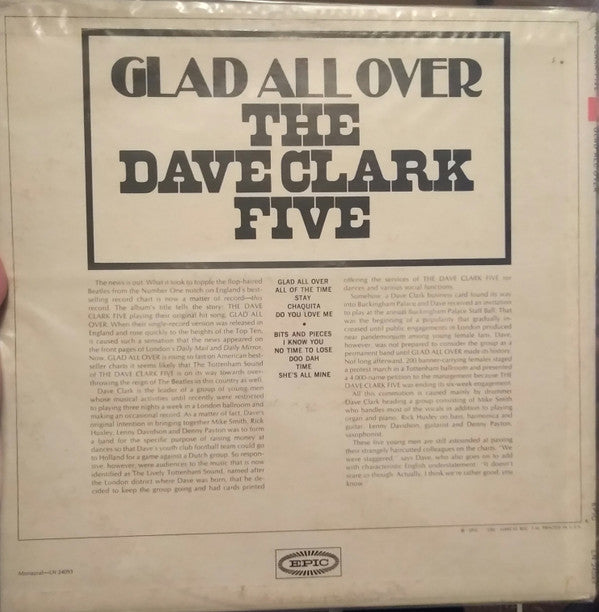 GLAD ALL OVER
THE
DAVE CLARK
FIVE
The news is out. What it took to topple the flop-haired
Beatles from the Number One notch on England's best-
selling record chart is now a matter of record—this
record. The album's title tells the story: THE DAVE
CLARK FIVE playing their original hit song, GLAD ALL
OVER. When their single-record version was released in
England and rose quickly to the heights of the Top Ten,
it caused such a sensation that the news appeared on
the front pages of London's Daily Mail and Daily Mirror.
Now, GLAD ALL OVER is rising so fast on American best-
seller charts it seems likely that The Tottenham Sound
of THE DAVE CLARK FIVE is on its way towards over-
throwing the reign of The Beatles in this country as well.
Dave Clark is the leader of a group of young men
whose musical activities until recently were restricted
to playing three nights a week in a London ballroom and
making an occasional record. As a matter of fact, Dave's
original intention in bringing together Mike Smith, Rick
Huxley, Lenny Davidson and Denny Payton was to form
a band for the specific purpose of raising money at
dances so that Dave's youth club football team could go
to Holland for a game against a Dutch group. So respon-
sive, however, were audiences to the music that is now
identified as The Lively Tottenham Sound, named after
the London district where Dave was born, that he de-
cided to keep the group going and had cards printed
GLAD ALL OVER
ALL OF THE TIME
STAY
CHAQUITA
DO YOU LOVE ME
•
BITS AND PIECES
I KNOW YOU
NO TIME TO LOSE
DOO DAH
TIME
SHE'S ALL MINE
offering the services of THE DAVE CLARK FIVE for
dances and various social functions.
Somehow, a Dave Clark business card found its way
into Buckingham Palace and Dave received an invitation
to play at the annual Buckingham Palace Staff Ball. That
was the beginning of a popularity that gradually in-
creased until public engagements in London produced
near pandemonium among young female fans. Dave,
however, was not prepared to consider the group as a
permanent band until GLAD ALL OVER made its history.
Not long afterward, 200 banner-carrying females staged
a protest march in a Tottenham ballroom and presented
a 4,000-name petition to the management because THE
DAVE CLARK FIVE was ending its six-week engagement.
All this commotion is caused mainly by drummer
Dave Clark heading a group consisting of Mike Smith
who handles most of the vocals in addition to playing
organ and piano, Rick Huxley on bass, harmonica and
guitar, Lenny Davidson, guitarist and Denny Payton,
saxophonist.
These five young men are still astounded at passing
their strangely haircutted colleagues on the charts. "We
were staggered," says Dave, who also goes on to add
with characteristic English understatement: "It doesn't
scare us though. Actually, I think we're rather good, you
know."
EPIC
Monaural—LN 24093